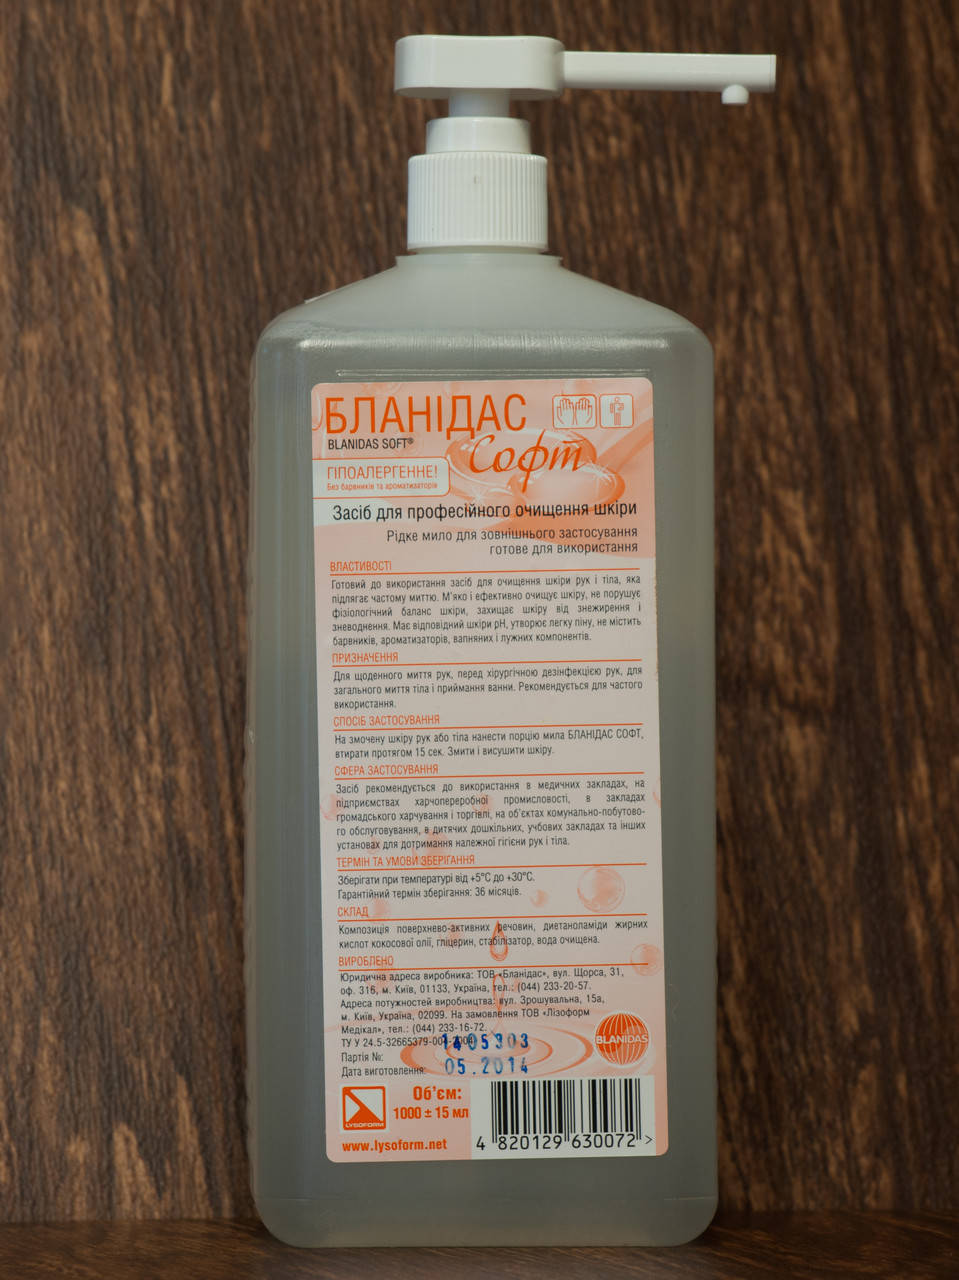 БЛАНІДАС
BLANIDAS SOFT®
Софт
ГІПОАЛЕРГЕННЕ!
Без барвників та ароматизаторів
Засіб для професійного очищення шкіри
Рідке мило для зовнішнього застосування
готове для використання
ВЛАСТИВОСТІ
Готовий до використання засіб для очищення шкіри рук і тіла, яка
підлягає частому миттю. М'яко і ефективно очищує шкіру, не порушує
фізіологічний баланс шкіри, захищає шкіру від знежирення і
зневоднення. Має відповідний шкіри pH, утворює легку піну, не містить
барвників, ароматизаторів, вапняних і лужних компонентів.
ПРИЗНАЧЕННЯ
Для щоденного миття рук, перед хірургічною дезінфекцією рук, для
загального миття тіла і приймання ванни. Рекомендується для частого
використання.
СПОСІБ ЗАСТОСУВАННЯ
На змочену шкіру рук або тіла нанести порцію мила БЛАНІДАС СОФТ,
втирати протягом 15 сек. Змити і висушити шкіру.
СФЕРА ЗАСТОСУВАННЯ
Засіб рекомендується до використання в медичних закладах, на
підприємствах харчопереробної промисловості, в закладах
громадського харчування і торгівлі, на об'єктах комунально-побутово-
го обслуговування, в дитячих дошкільних, учбових закладах та інших
установах для дотримання належної гігієни рук і тіла.
ТЕРМІН ТА УМОВИ ЗБЕРІГАННЯ
Зберігати при температурі від +5°С до +30°С.
Гарантійний термін зберігання: 36 місяців.
СКЛАД
Композиція поверхнево-активних речовин, диетаноламіди жирних
кислот кокосової олії, гліцерин, стабілізатор, вода очищена.
ВИРОБЛЕНО
Юридична адреса виробника: ТОВ «Бланідас», вул. Щорса, 31,
оф. 316, м. Київ, 01133, Україна, тел.: (044) 233-20-57.
Адреса потужностей виробництва: вул. Зрошувальна, 15а,
м. Київ, Україна, 02099. На замовлення ТОВ «Лізоформ
Медікал», тел.: (044) 233-16-72.
ТУ У 24.5-32665379-001-2004
Партія №: 1405303
Дата виготовлення: 05.2014
BLANIDAS
LYSOFORM
Об'єм:
1000 ± 15 мл
www.lysoform.net
4 820129 630072 >